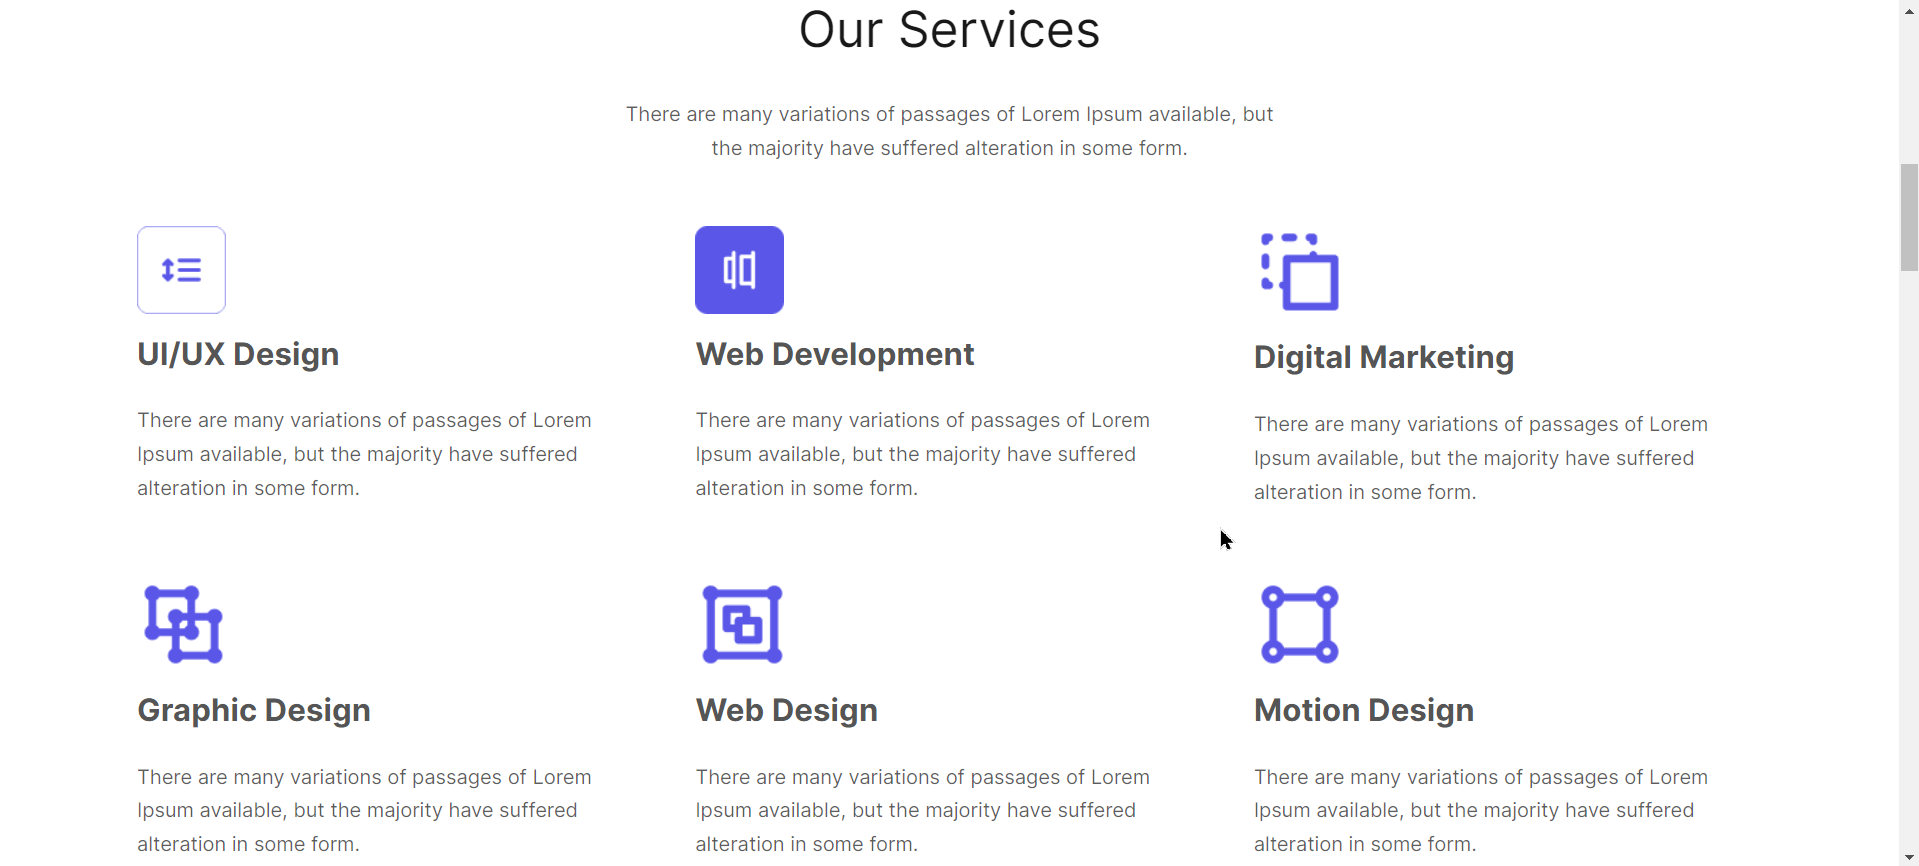 Our Services
There are many variations of passages of Lorem Ipsum available, but
the majority have suffered alteration in some form.
UI/UX Design
There are many variations of passages of Lorem
Ipsum available, but the majority have suffered
alteration in some form.
Web Development
There are many variations of passages of Lorem
Ipsum available, but the majority have suffered
alteration in some form.
Digital Marketing
There are many variations of passages of Lorem
Ipsum available, but the majority have suffered
alteration in some form.
Graphic Design
There are many variations of passages of Lorem
Ipsum available, but the majority have suffered
alteration in some form.
Web Design
There are many variations of passages of Lorem
Ipsum available, but the majority have suffered
alteration in some form.
Motion Design
There are many variations of passages of Lorem
Ipsum available, but the majority have suffered
alteration in some form.